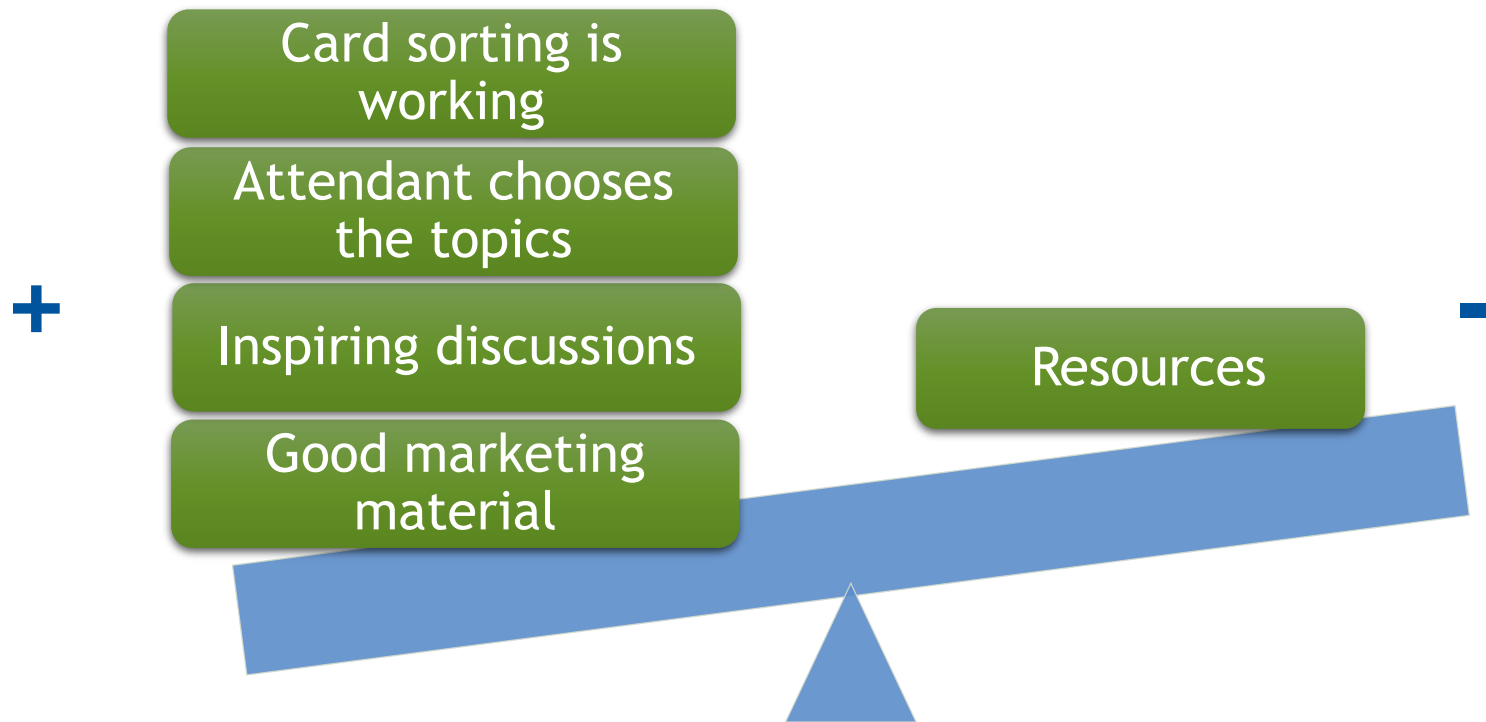 Card sorting is
working
Attendant chooses
the topics
+
Inspiring discussions
-
Resources
Good marketing
material